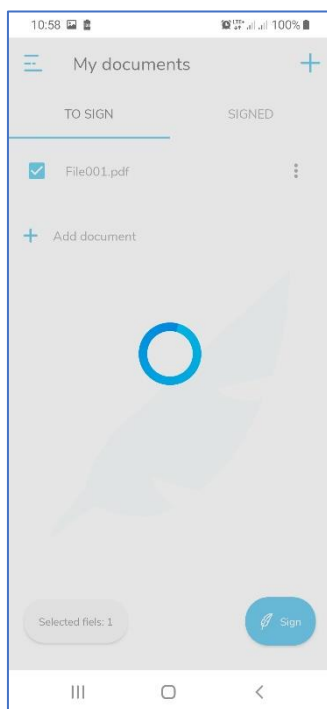 10:58 100%
My documents
TO SIGN SIGNED
File001.pdf
Add document
Selected fiels: 1 Sign